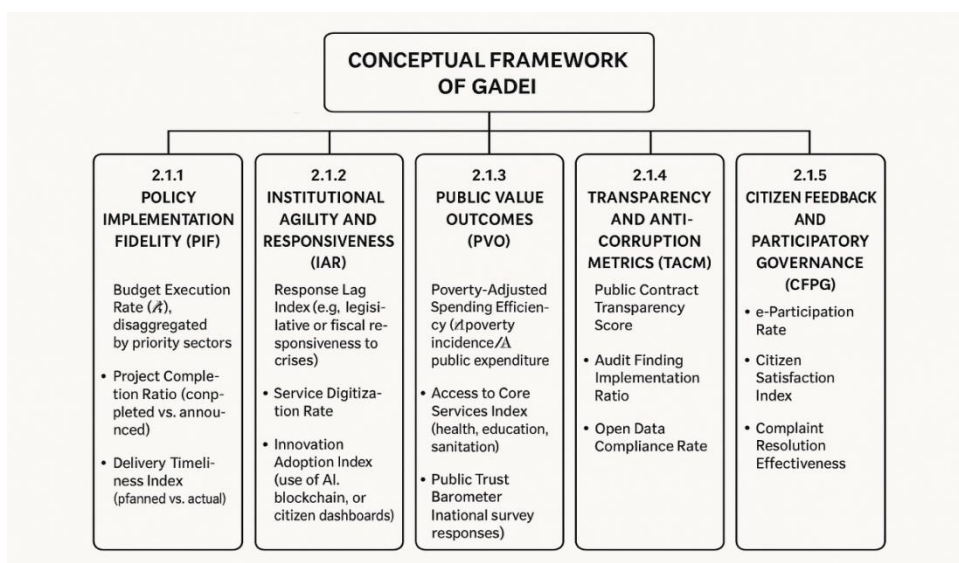 CONCEPTUAL FRAMEWORK
OF GADEI
2.1.1
POLICY
IMPLEMENTATION
FIDELITY (PIF)
Budget Execution
Rate (),
disaggregated
by priority sectors
• Project Comple-
tion Ratio (conp-
pleted vs. annou-
nced)
• Delivery Timeli-
ness Index
(pfanned vs. actual)
2.1.2
INSTITUTIONAL
AGILITY AND
RESPONSIVENESS
(IAR)
Response Lag
Index (e.g, legisl-
ative or fiscal re-
sponsiveness to
crises)
• Service Digitiza-
tion Rate
• Innovation
Adoption Index
(use of AI.
blockchain, or
citizen dashboards)
2.1.3
PUBLIC VALUE
OUTCOMES
(PVO)
Poverty-Adjusted
Spending Efficien-
cy (poverty
incidence/
public expenditure
• Access to Core
Services Index
(health, education,
sanitation)
• Public Trust
Barometer
Inational survey
responses)
2.1.4
TRANSPARENCY
AND ANTI-
CORRUPTION
METRICS (TACM)
Public Contract
Transparency
Score
• Audit Finding
Implementation
Ratio
• Open Data
Compliance Rate
2.1.5
CITIZEN FEEDBACK
AND
PARTICIPATORY
GOVERNANCE
(CFPG)
• e-Participation
Rate
• Citizen
Satisfaction
Index
• Complaint
Resolution
Effectiveness